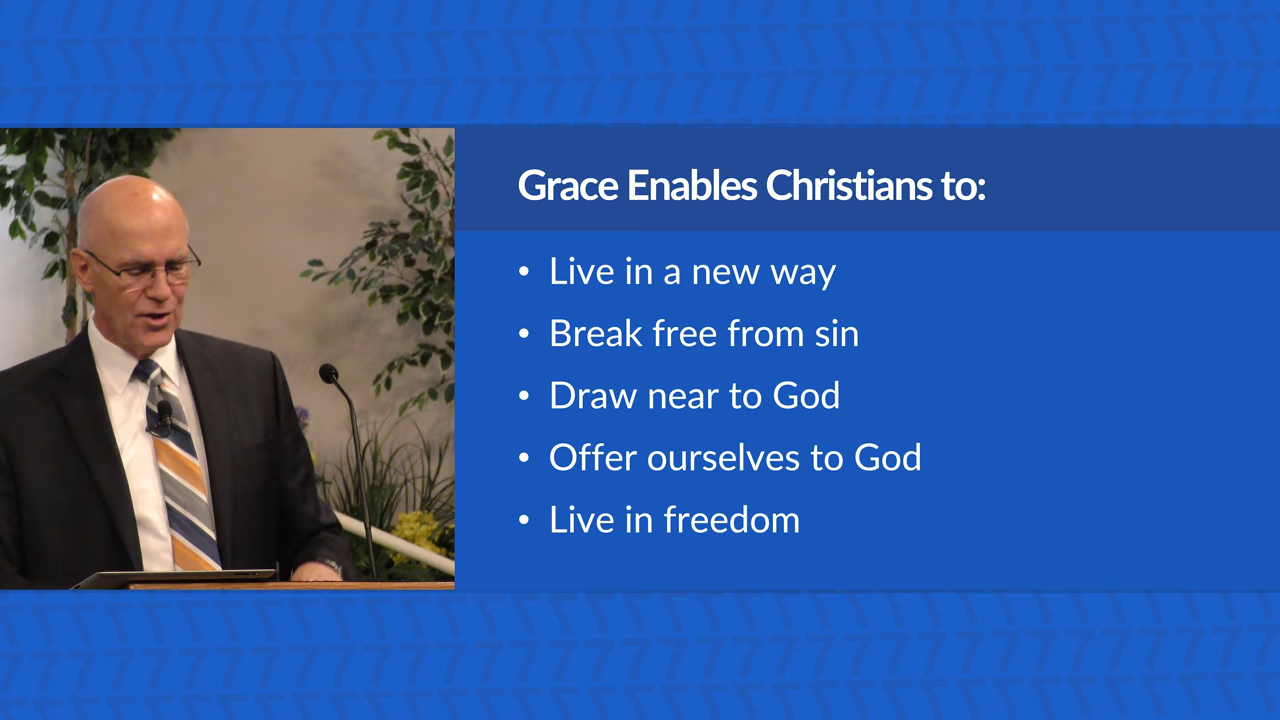 Grace Enables Christians to:
• Live in a new way
• Break free from sin
• Draw near to God
• Offer ourselves to God
• Live in freedom